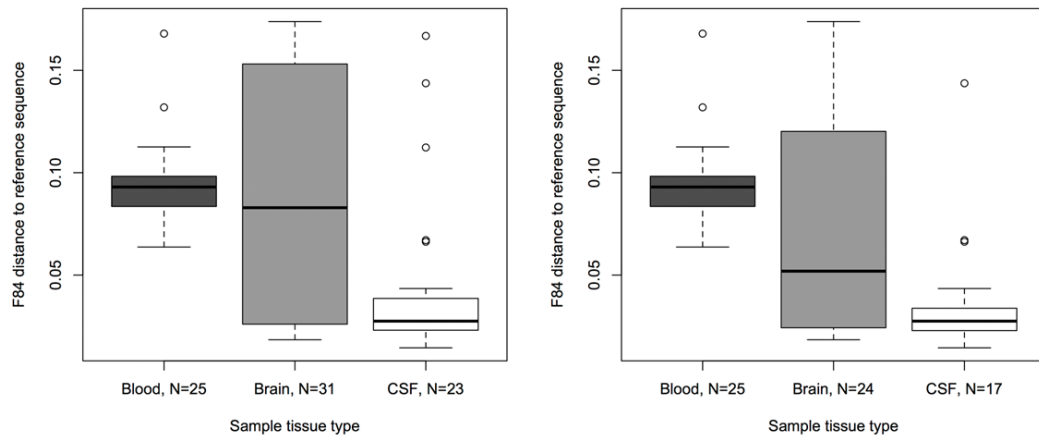 F84 distance to reference sequence
0.15
0.10
0.05
Blood, N=25 Brain, N=31 CSF, N=23
Sample tissue type
F84 distance to reference sequence
0.15
0.10
0.05
Blood, N=25 Brain, N=24 CSF, N=17
Sample tissue type